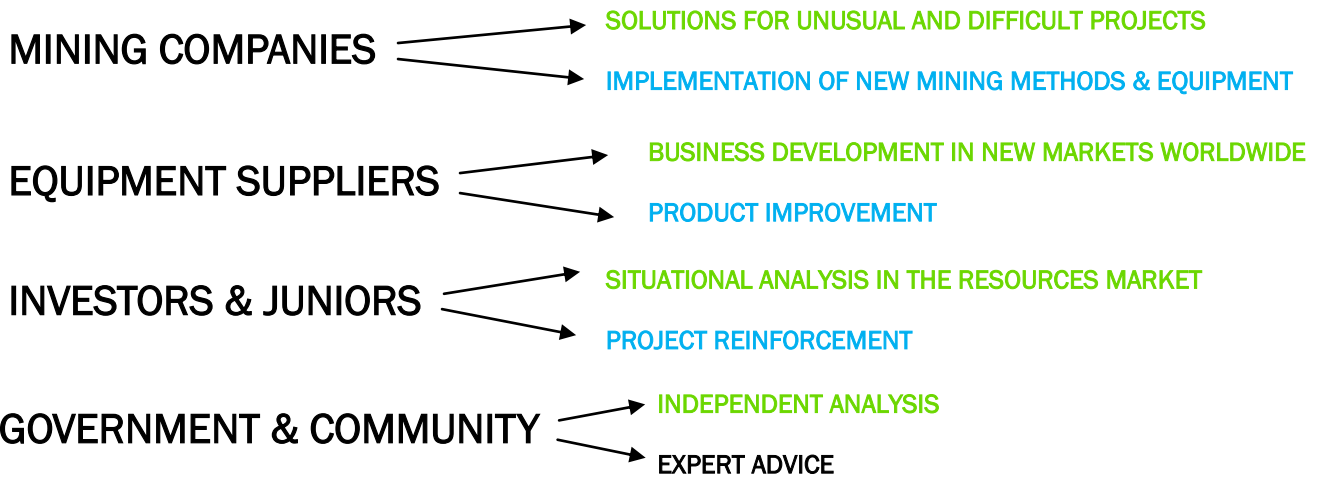 MINING COMPANIES
SOLUTIONS FOR UNUSUAL AND DIFFICULT PROJECTS
IMPLEMENTATION OF NEW MINING METHODS & EQUIPMENT
EQUIPMENT SUPPLIERS
BUSINESS DEVELOPMENT IN NEW MARKETS WORLDWIDE
PRODUCT IMPROVEMENT
INVESTORS & JUNIORS
SITUATIONAL ANALYSIS IN THE RESOURCES MARKET
PROJECT REINFORCEMENT
GOVERNMENT & COMMUNITY
INDEPENDENT ANALYSIS
EXPERT ADVICE